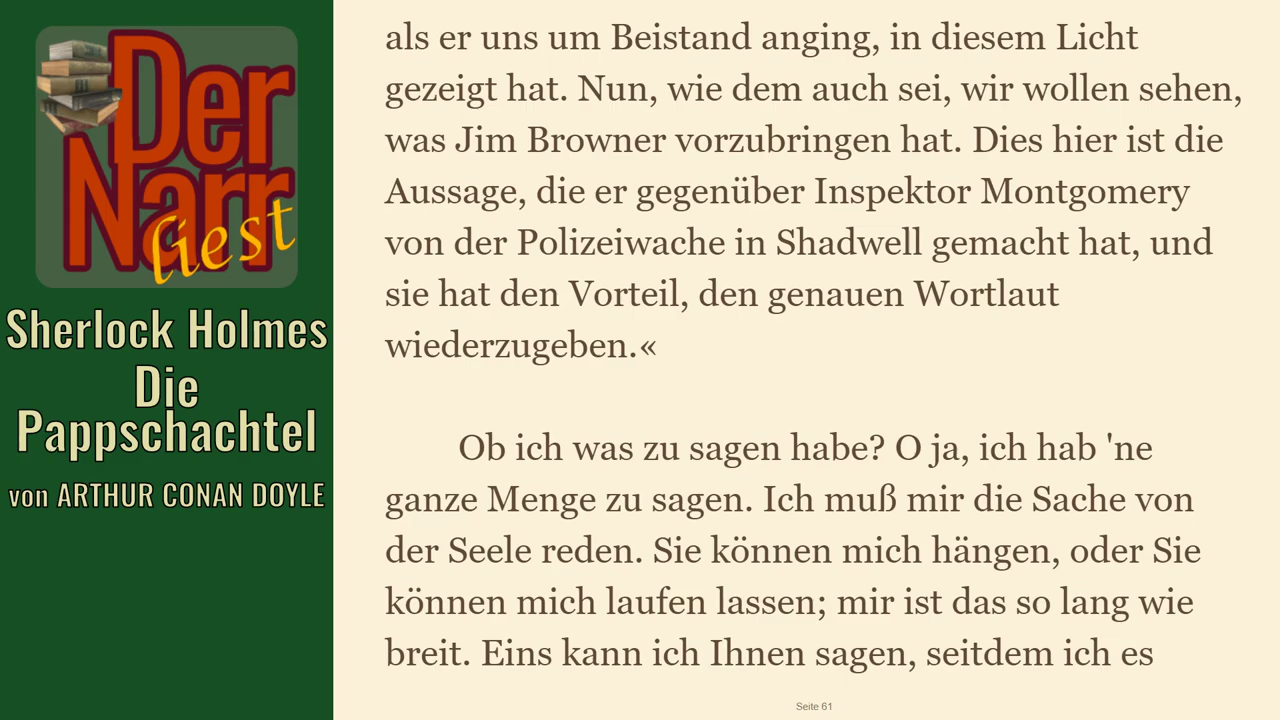 Der
Narr
liest
Sherlock Holmes
Die
Pappschachtel
von ARTHUR CONAN DOYLE
als er uns um Beistand anging, in diesem Licht
gezeigt hat. Nun, wie dem auch sei, wir wollen sehen,
was Jim Browner vorzubringen hat. Dies hier ist die
Aussage, die er gegenüber Inspektor Montgomery
von der Polizeiwache in Shadwell gemacht hat, und
sie hat den Vorteil, den genauen Wortlaut
wiederzugeben.«
Ob ich was zu sagen habe? O ja, ich hab 'ne
ganze Menge zu sagen. Ich muß mir die Sache von
der Seele reden. Sie können mich hängen, oder Sie
können mich laufen lassen; mir ist das so lang wie
breit. Eins kann ich Ihnen sagen, seitdem ich es
Seite 61